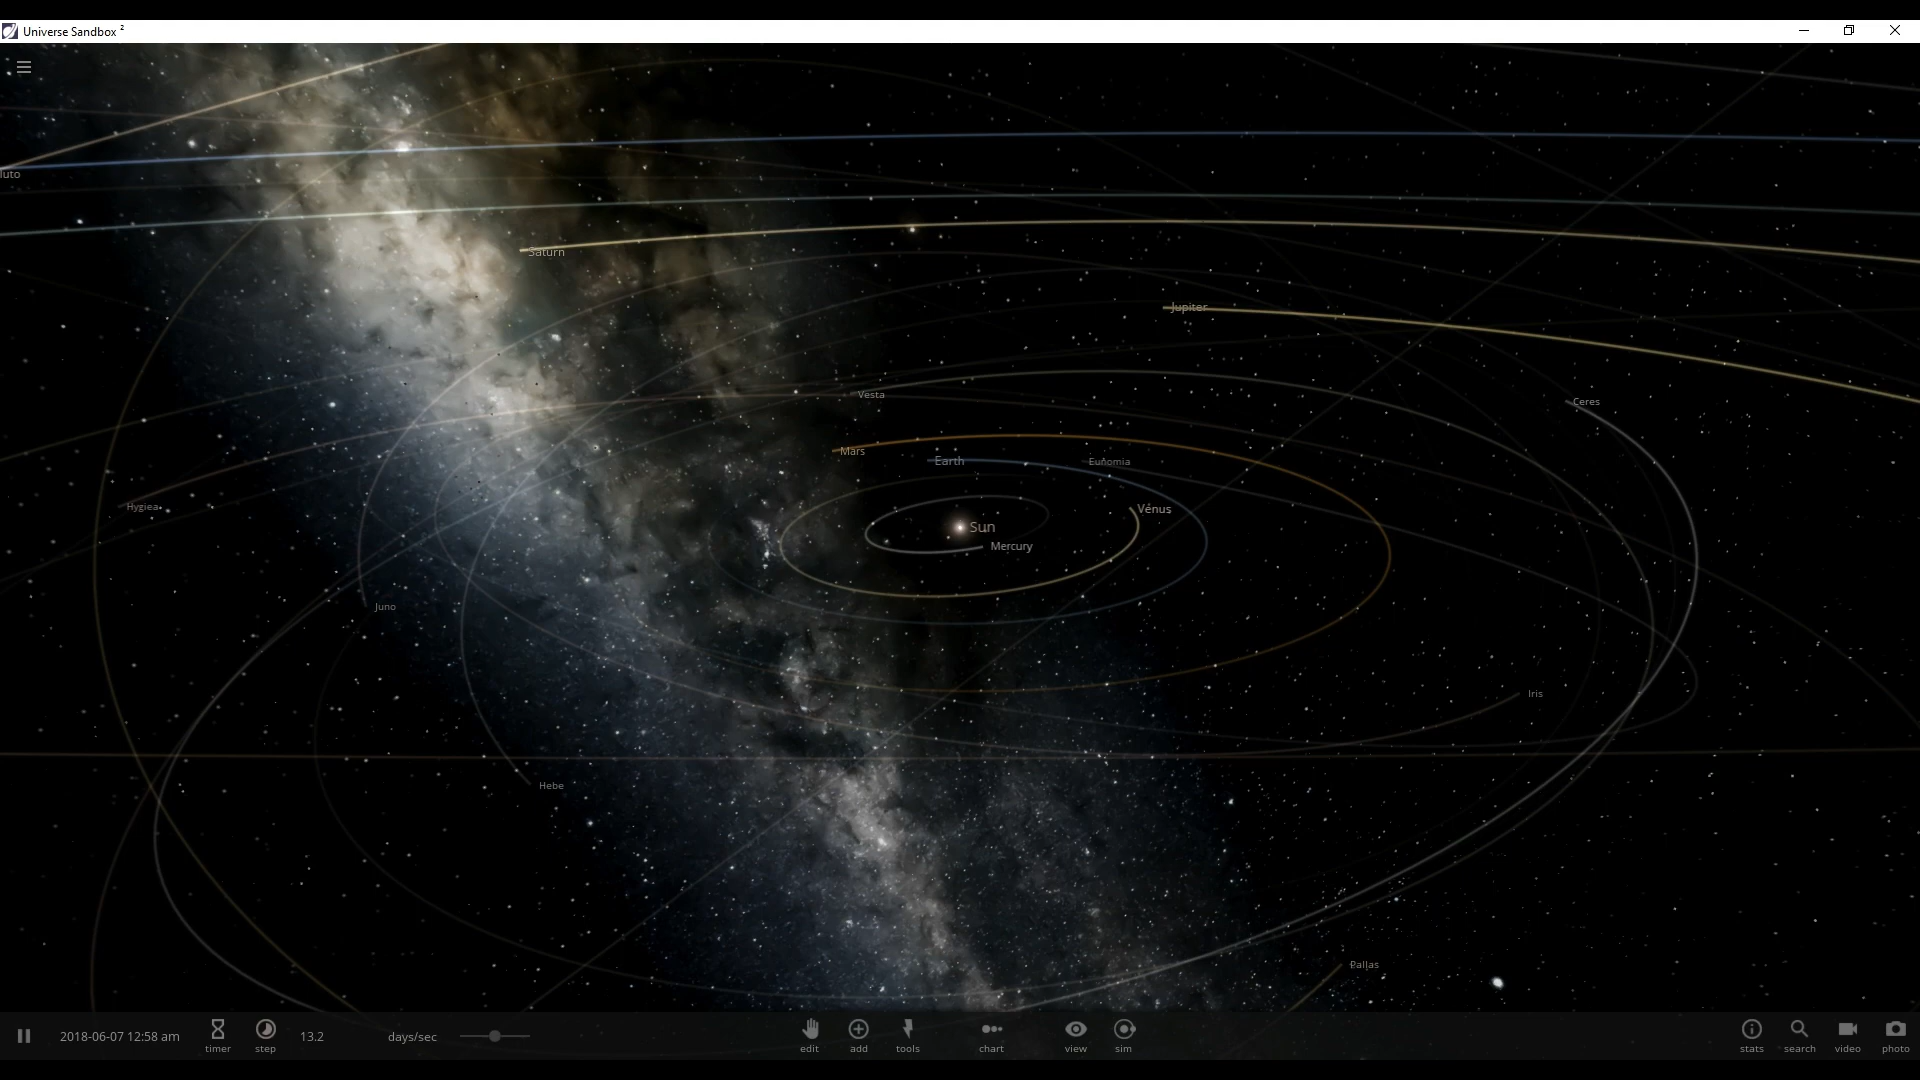 Universe Sandbox ²
luto
Saturn
Jupiter
Vesta
Ceres
Mars
Earth
Eunomia
Hygiea
Venus
Sun
Mercury
Juno
Iris
Hebe
Pallas
2018-06-07 12:58 am
timer
step
13.2
days/sec
edit
add
tools
chart
view
sim
stats
search
video
photo